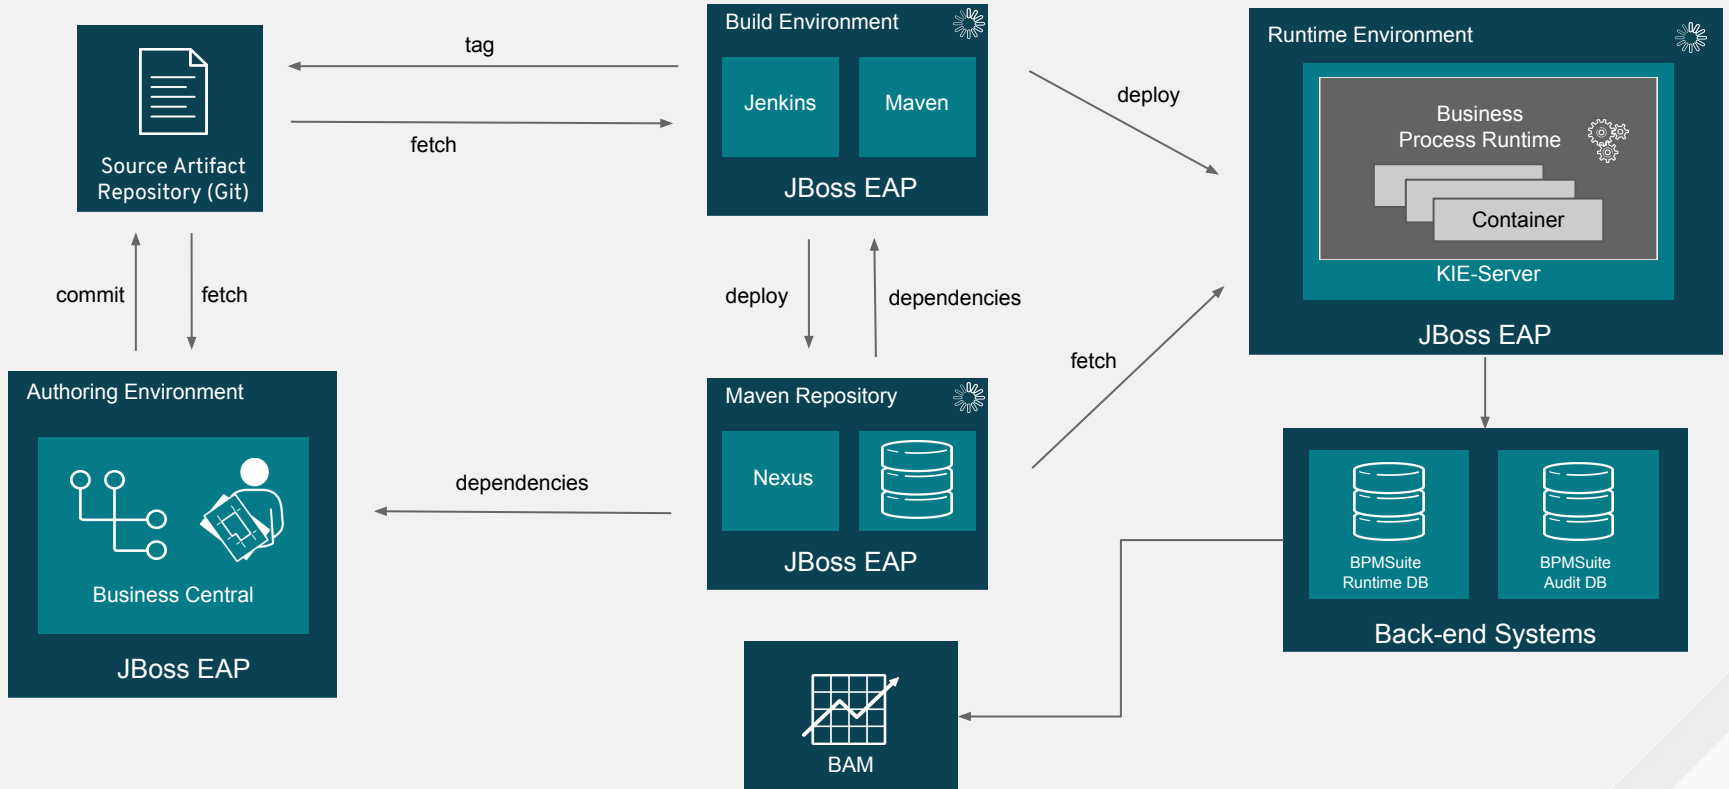 Source Artifact
Repository (Git)
tag
fetch
Build Environment
Jenkins
Maven
JBoss EAP
deploy
Runtime Environment
Business
Process Runtime
Container
KIE-Server
JBoss EAP
commit
fetch
deploy
dependencies
fetch
Authoring Environment
Business Central
JBoss EAP
dependencies
Maven Repository
Nexus
JBoss EAP
BPMSuite
Runtime DB
BPMSuite
Audit DB
Back-end Systems
BAM